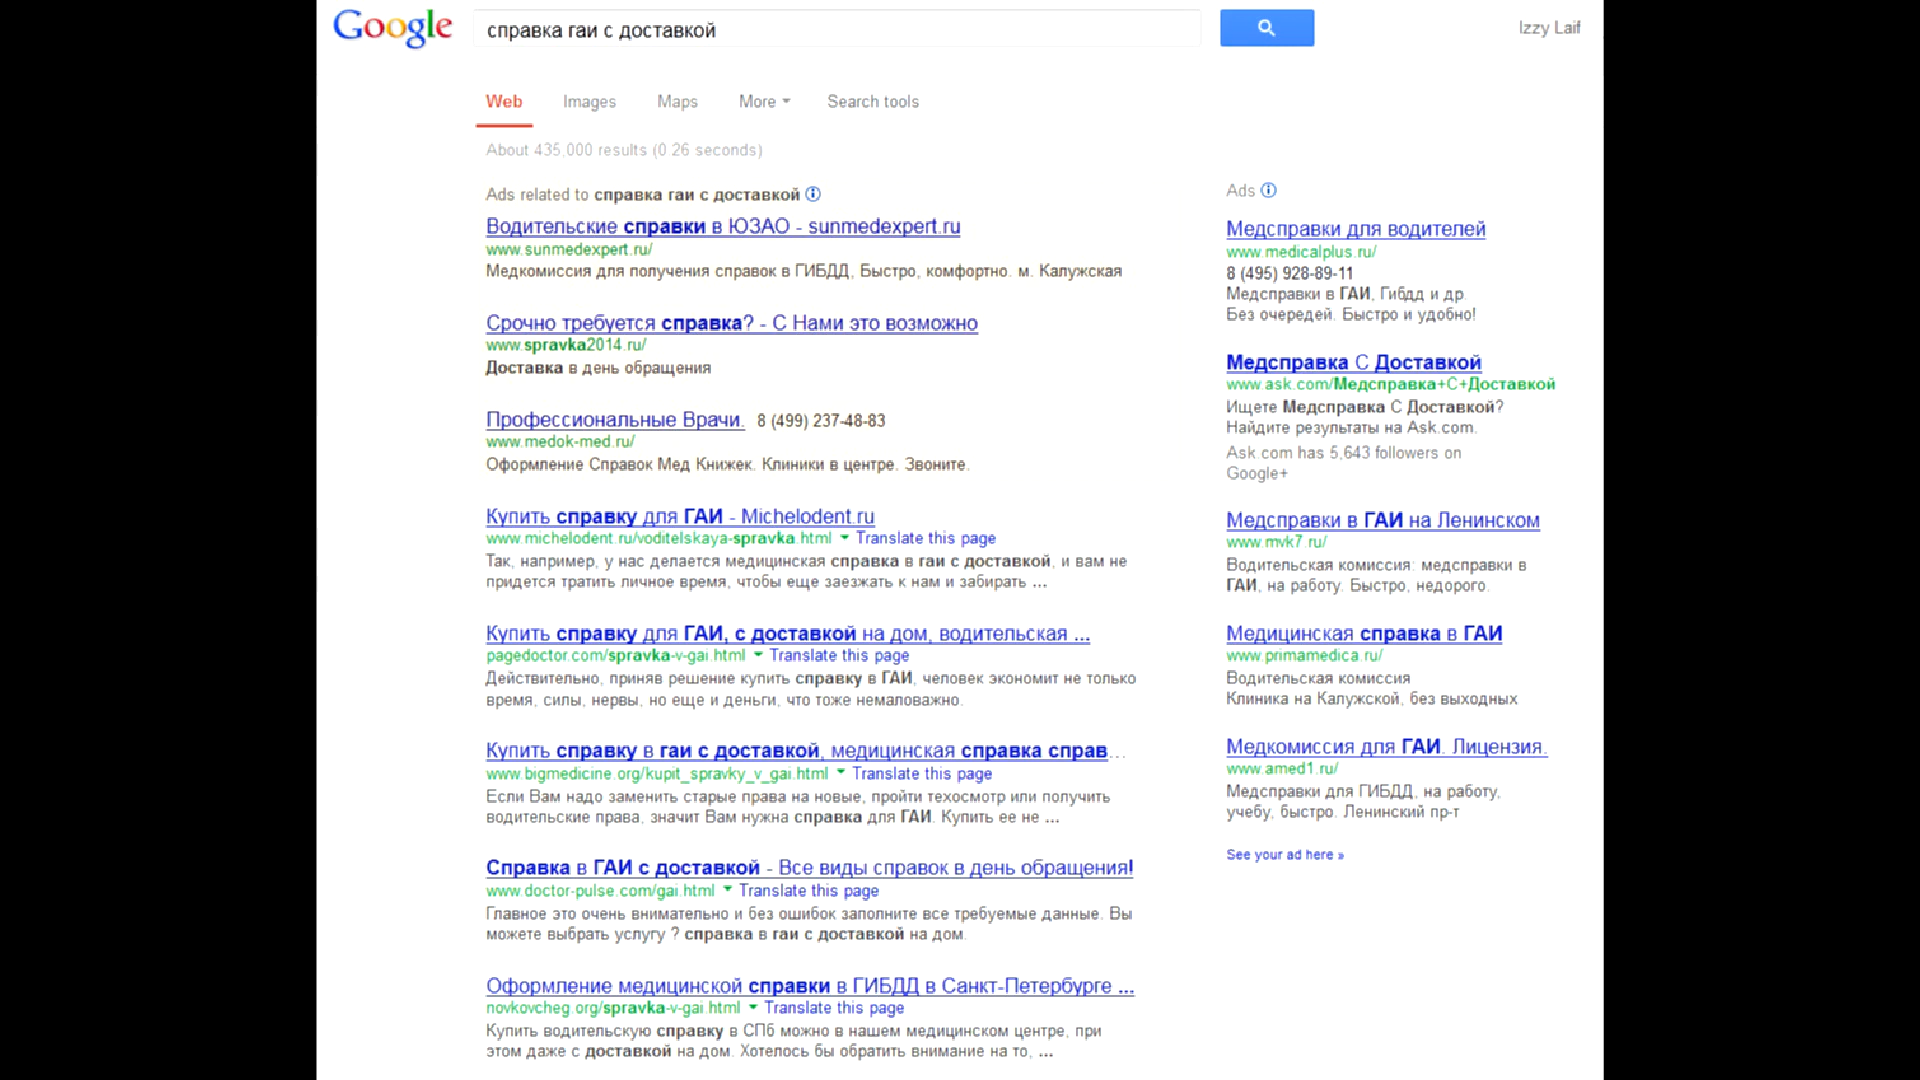 Google
справка гаи с доставкой
Izzy Laif
Web Images Maps More Search tools
About 435,000 results (0.26 seconds)
Ads related to справка гаи с доставкой
Водительские справки в ЮЗАО - sunmedexpert.ru
www.sunmedexpert.ru/
Медкомиссия для получения справок в ГИБДД, Быстро, комфортно. м. Калужская
Срочно требуется справка? - С Нами это возможно
www.spravka2014.ru/
Доставка в день обращения
Профессиональные Врачи. 8 (499) 237-48-83
www.medok-med.ru/
Оформление Справок Мед Книжек. Клиники в центре. Звоните.
Купить справку для ГАИ - Michelodent.ru
www.michelodent.ru/voditelskaya-spravka.html Translate this page
Так, например, у нас делается медицинская справка в гаи с доставкой, и вам не
придется тратить личное время, чтобы еще заезжать к нам и забирать ...
Купить справку для ГАИ, с доставкой на дом, водительская ...
pagedoctor.com/spravka-v-gai.html Translate this page
Действительно, приняв решение купить справку в ГАИ, человек экономит не только
время, силы, нервы, но еще и деньги, что тоже немаловажно.
Купить справку в гаи с доставкой, медицинская справка справ...
www.bigmedicine.org/kupit_spravky_v_gai.html Translate this page
Если Вам надо заменить старые права на новые, пройти техосмотр или получить
водительские права, значит Вам нужна справка для ГАИ. Купить ее не ...
Справка в ГАИ с доставкой - Все виды справок в день обращения!
www.doctor-pulse.com/gai.html Translate this page
Главное это очень внимательно и без ошибок заполните все требуемые данные. Вы
можете выбрать услугу ? справка в гаи с доставкой на дом.
Оформление медицинской справки в ГИБДД в Санкт-Петербурге ...
novkovcheg.org/spravka-v-gai.html Translate this page
Купить водительскую справку в СПб можно в нашем медицинском центре, при
этом даже с доставкой на дом. Хотелось бы обратить внимание на то, ...
Ads
Медсправки для водителей
www.medicalplus.ru/
8 (495) 928-89-11
Медсправки в ГАИ, Гибдд и др.
Без очередей. Быстро и удобно!
Медсправка С Доставкой
www.ask.com/Медсправка+С+Доставкой
Ищете Медсправка С Доставкой?
Найдите результаты на Ask.com.
Ask.com has 5,643 followers on
Google+
Медсправки в ГАИ на Ленинском
www.mvk7.ru/
Водительская комиссия: медсправки в
ГАИ, на работу. Быстро, недорого.
Медицинская справка в ГАИ
www.primamedica.ru/
Водительская комиссия
Клиника на Калужской, без выходных
Медкомиссия для ГАИ. Лицензия.
www.amed1.ru/
Медсправки для ГИБДД, на работу,
учебу, быстро. Ленинский пр-т
See your ad here »